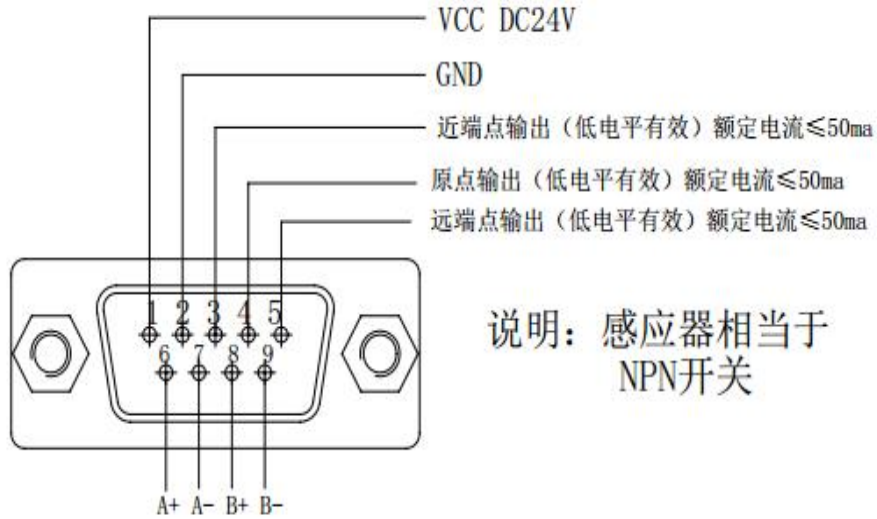 VCC DC24V
GND
近端点输出（低电平有效）额定电流≤50ma
原点输出（低电平有效）额定电流≤50ma
远端点输出（低电平有效）额定电流≤50ma
1 2 3 4 5
6 7 8 9
说明：感应器相当于
NPN开关
A+ A- B+ B-